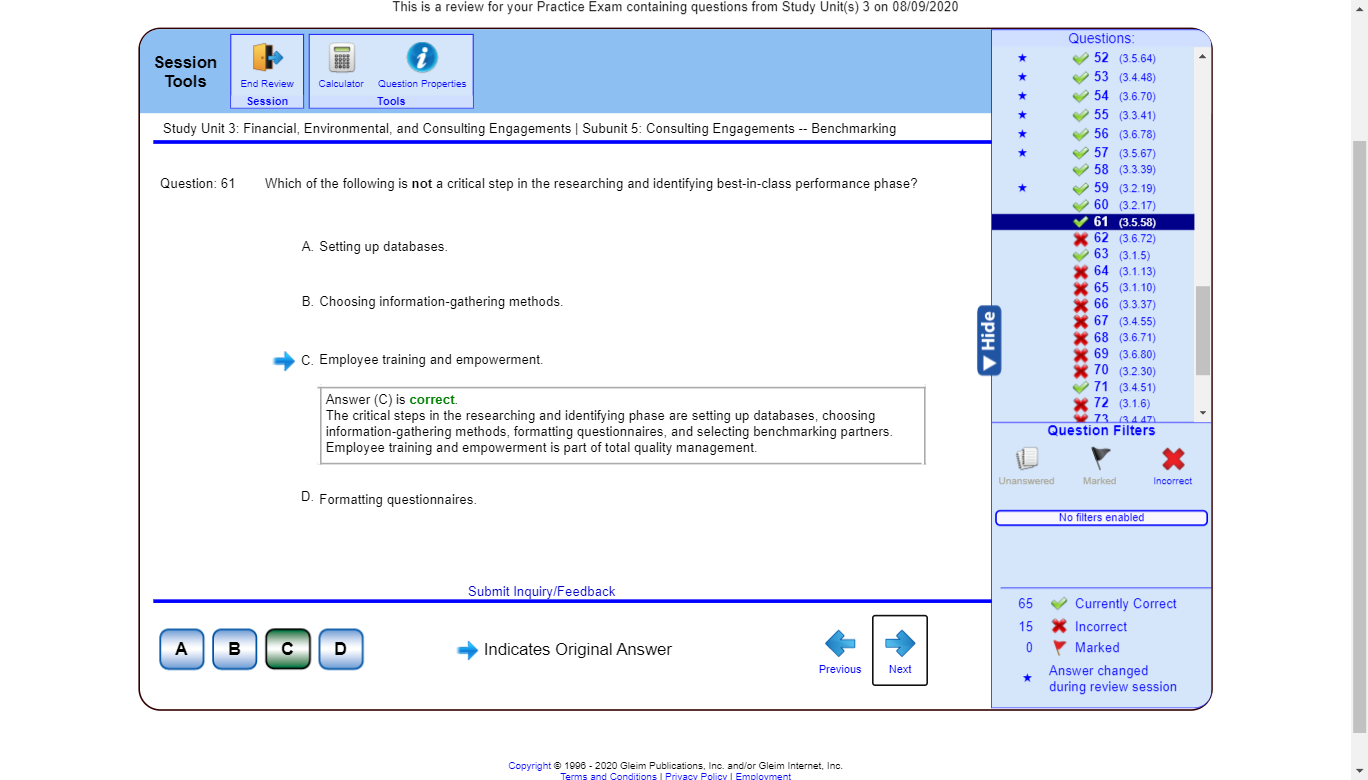 This is a review for your Practice Exam containing questions from Study Unit(s) 3 on 08/09/2020
Session Tools
End Review
Session
Calculator
Question Properties
Tools
Study Unit 3: Financial, Environmental, and Consulting Engagements | Subunit 5: Consulting Engagements -- Benchmarking
Question: 61 Which of the following is not a critical step in the researching and identifying best-in-class performance phase?
A. Setting up databases.
B. Choosing information-gathering methods.
C. Employee training and empowerment.
Answer (C) is correct.
The critical steps in the researching and identifying phase are setting up databases, choosing
information-gathering methods, formatting questionnaires, and selecting benchmarking partners.
Employee training and empowerment is part of total quality management.
D. Formatting questionnaires.
Submit Inquiry/Feedback
A B C D
Indicates Original Answer
Previous
Next
Hide
Questions:
52 (3.5.64)
53 (3.4.48)
54 (3.6.70)
55 (3.3.41)
56 (3.6.78)
57 (3.5.67)
58 (3.3.39)
59 (3.2.19)
60 (3.2.17)
61 (3.5.58)
62 (3.6.72)
63 (3.1.5)
64 (3.1.13)
65 (3.1.10)
66 (3.3.37)
67 (3.4.55)
68 (3.6.71)
69 (3.6.80)
70 (3.2.30)
71 (3.4.51)
72 (3.1.6)
73 (3.4.47)
Question Filters
Unanswered
Marked
Incorrect
No filters enabled
65 Currently Correct
15 Incorrect
0 Marked
Answer changed
during review session
Copyright © 1996 - 2020 Gleim Publications, Inc. and/or Gleim Internet, Inc.
Terms and Conditions | Privacy Policy | Employment